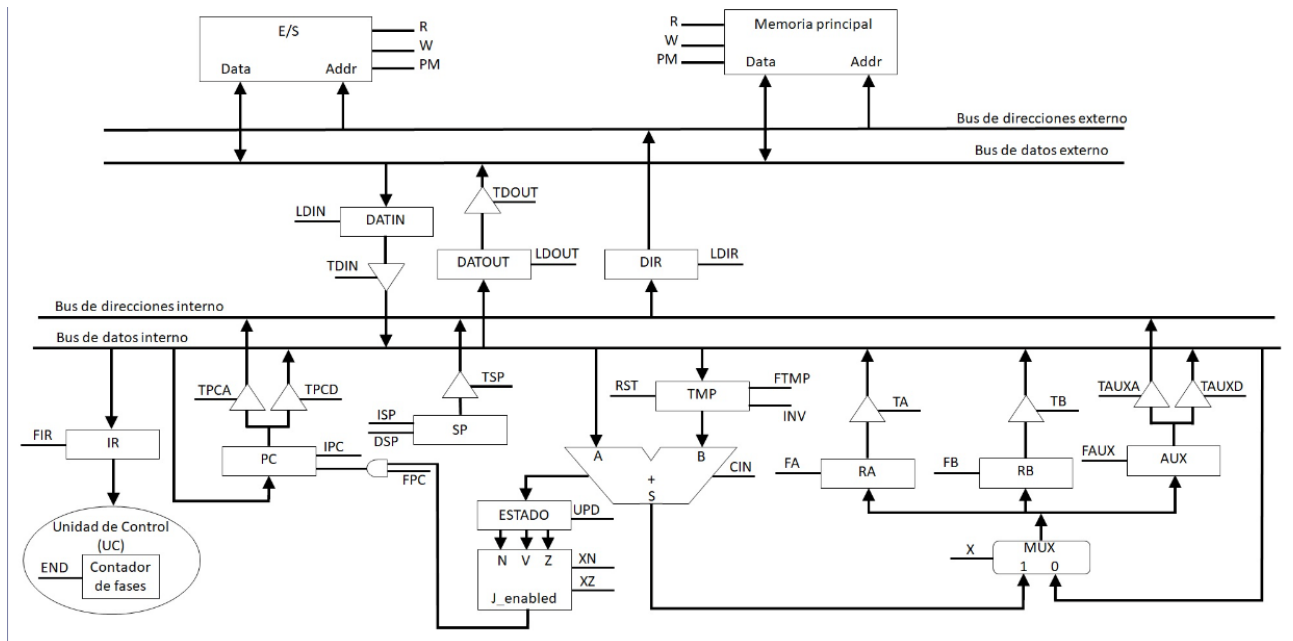 E/S
R
W
PM
Data
Addr
R
W
PM
Memoria principal
Data
Addr
Bus de direcciones externo
Bus de datos externo
LDIN
DATIN
TDIN
TDOUT
DATOUT
LDOUT
DIR
LDIR
Bus de direcciones interno
Bus de datos interno
TPCA
TPCD
FIR
IR
PC
IPC
FPC
TSP
ISP
DSP
SP
RST
TMP
FTMP
INV
A
B
+
S
CIN
ESTADO
UPD
N V Z
J_enabled
XN
XZ
TA
FA
RA
TB
FB
RB
TAUXA
TAUXD
FAUX
AUX
X
MUX
1 0
Unidad de Control
(UC)
END
Contador
de fases